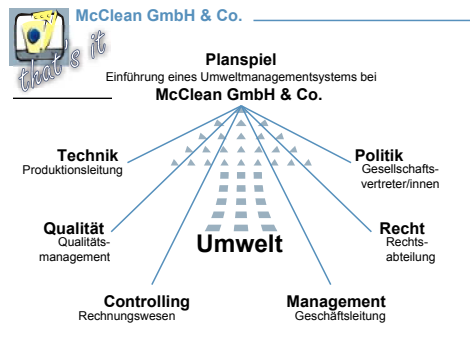 McClean GmbH & Co.
that's it
Planspiel
Einführung eines Umweltmanagementsystems bei
McClean GmbH & Co.
Technik
Produktionsleitung
Politik
Gesellschafts-
vertreter/innen
Qualität
Qualitäts-
management
Umwelt
Recht
Rechts-
abteilung
Controlling
Rechnungswesen
Management
Geschäftsleitung